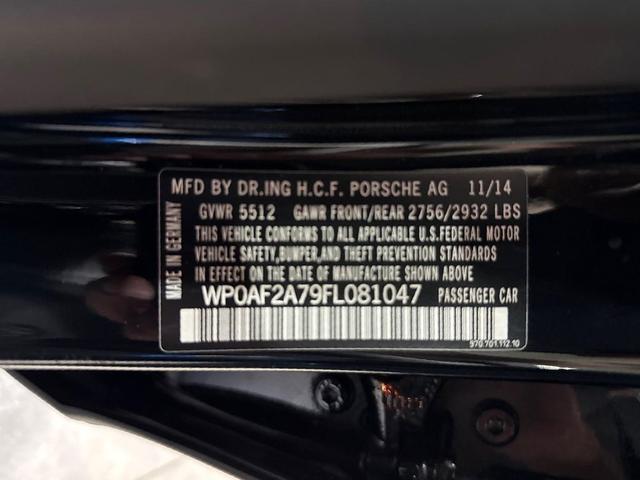 MFD BY DR.ING H.C.F. PORSCHE AG 11/14
GVWR 5512 GAWR FRONT/REAR 2756/2932 LBS
THIS VEHICLE CONFORMS TO ALL APPLICABLE U.S.FEDERAL MOTOR
VEHICLE SAFETY,BUMPER,AND THEFT PREVENTION STANDARDS
IN EFFECT ON THE DATE OF MANUFACTURE SHOWN ABOVE
WP0AF2A79FL081047 PASSENGER CAR
MADE IN GERMANY
970.701.112.10